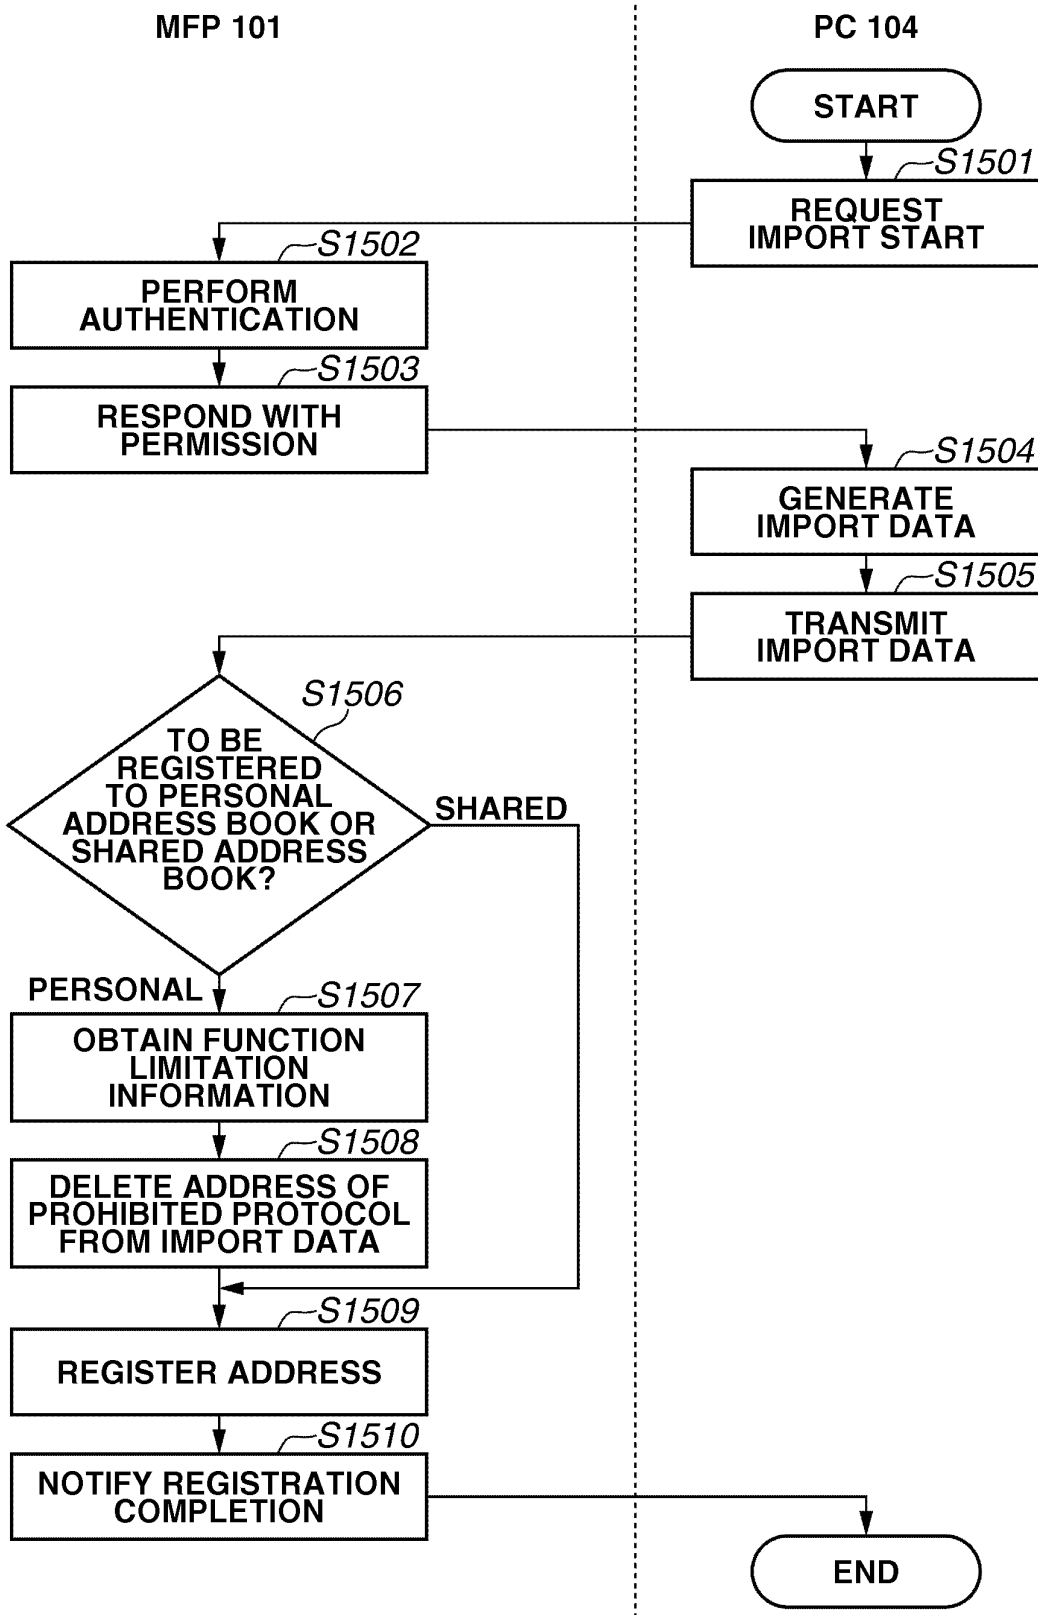 MFP 101
PC 104
START
S1501
REQUEST
IMPORT START
S1502
PERFORM
AUTHENTICATION
S1503
RESPOND WITH
PERMISSION
S1504
GENERATE
IMPORT DATA
S1505
TRANSMIT
IMPORT DATA
S1506
TO BE
REGISTERED
TO PERSONAL
ADDRESS BOOK OR
SHARED ADDRESS
BOOK?
SHARED
PERSONAL
S1507
OBTAIN FUNCTION
LIMITATION
INFORMATION
S1508
DELETE ADDRESS OF
PROHIBITED PROTOCOL
FROM IMPORT DATA
S1509
REGISTER ADDRESS
S1510
NOTIFY REGISTRATION
COMPLETION
END